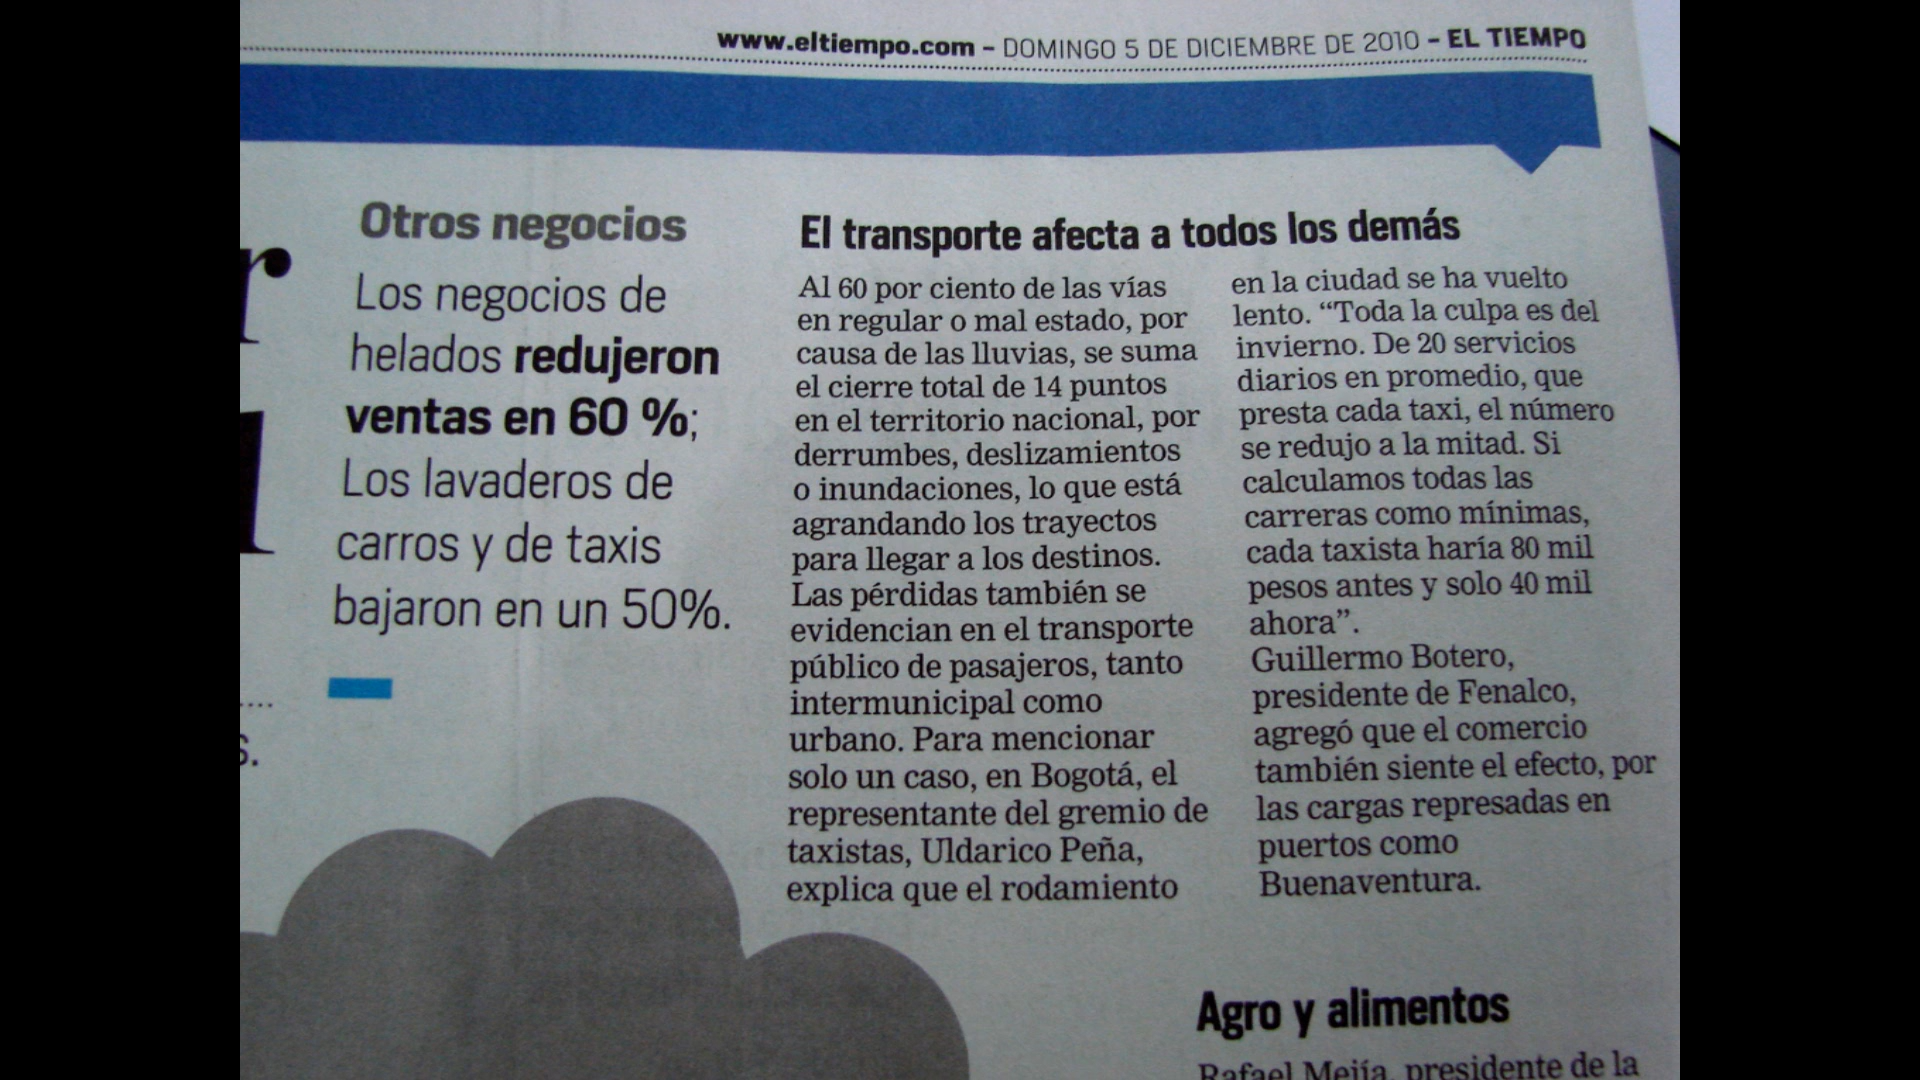 www.eltiempo.com - DOMINGO 5 DE DICIEMBRE DE 2010 - EL TIEMPO
Otros negocios
Los negocios de
helados redujeron
ventas en 60 %;
Los lavaderos de
carros y de taxis
bajaron en un 50%.
El transporte afecta a todos los demás
Al 60 por ciento de las vías
en regular o mal estado, por
causa de las lluvias, se suma
el cierre total de 14 puntos
en el territorio nacional, por
derrumbes, deslizamientos
o inundaciones, lo que está
agrandando los trayectos
para llegar a los destinos.
Las pérdidas también se
evidencian en el transporte
público de pasajeros, tanto
intermunicipal como
urbano. Para mencionar
solo un caso, en Bogotá, el
representante del gremio de
taxistas, Uldarico Peña,
explica que el rodamiento
en la ciudad se ha vuelto
lento. “Toda la culpa es del
invierno. De 20 servicios
diarios en promedio, que
presta cada taxi, el número
se redujo a la mitad. Si
calculamos todas las
carreras como mínimas,
cada taxista haría 80 mil
pesos antes y solo 40 mil
ahora”.
Guillermo Botero,
presidente de Fenalco,
agregó que el comercio
también siente el efecto, por
las cargas represadas en
puertos como
Buenaventura.
Agro y alimentos
Rafael Mejía, presidente de la